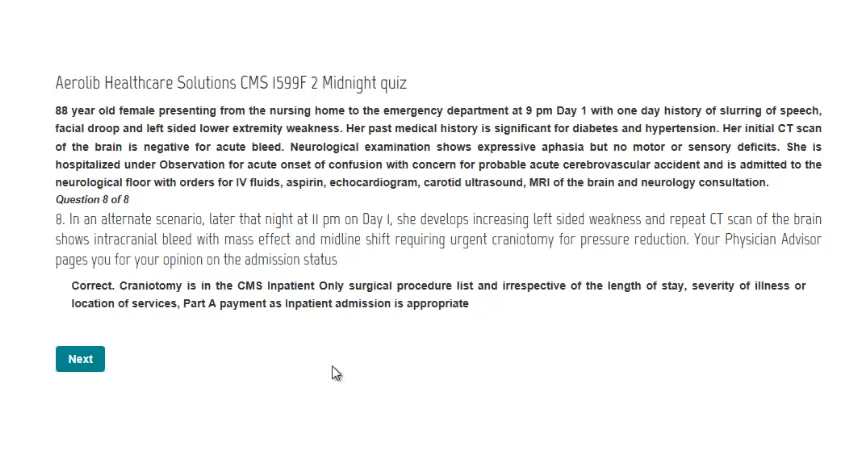 Aerolib Healthcare Solutions CMS 1599F 2 Midnight quiz
88 year old female presenting from the nursing home to the emergency department at 9 pm Day 1 with one day history of slurring of speech,
facial droop and left sided lower extremity weakness. Her past medical history is significant for diabetes and hypertension. Her initial CT scan
of the brain is negative for acute bleed. Neurological examination shows expressive aphasia but no motor or sensory deficits. She is
hospitalized under Observation for acute onset of confusion with concern for probable acute cerebrovascular accident and is admitted to the
neurological floor with orders for IV fluids, aspirin, echocardiogram, carotid ultrasound, MRI of the brain and neurology consultation.
Question 8 of 8
8. In an alternate scenario, later that night at 11 pm on Day 1, she develops increasing left sided weakness and repeat CT scan of the brain
shows intracranial bleed with mass effect and midline shift requiring urgent craniotomy for pressure reduction. Your Physician Advisor
pages you for your opinion on the admission status
Correct. Craniotomy is in the CMS Inpatient Only surgical procedure list and irrespective of the length of stay, severity of illness or
location of services, Part A payment as Inpatient admission is appropriate
Next